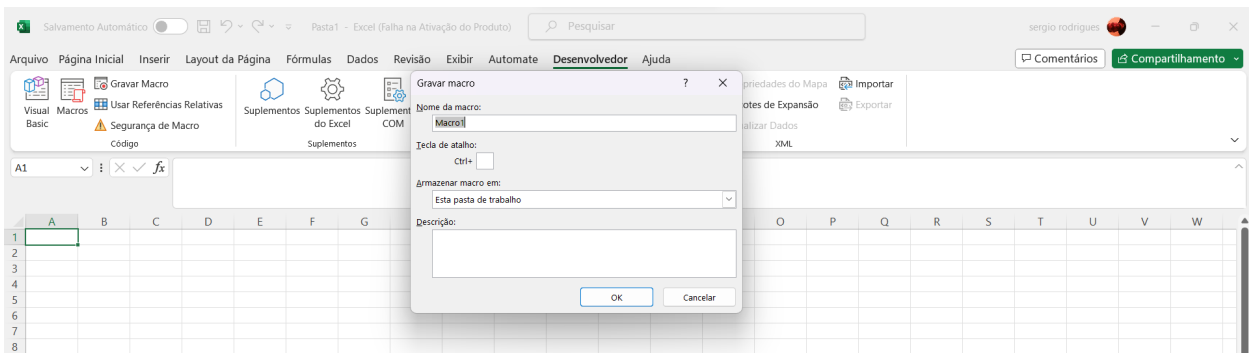 Salvamento Automático Pasta1 - Excel (Falha na Ativação do Produto) Pesquisar sergio rodrigues
Arquivo Página Inicial Inserir Layout da Página Fórmulas Dados Revisão Exibir Automate Desenvolvedor Ajuda Comentários Compartilhamento
Visual Basic
Macros
Gravar Macro
Usar Referências Relativas
Segurança de Macro
Código
Suplementos
Suplementos do Excel
Suplement
COM
Suplementos
Gravar macro ? X
Nome da macro:
Macro1
Tecla de atalho:
Ctrl+
Armazenar macro em:
Esta pasta de trabalho
Descrição:
OK Cancelar
priedades do Mapa Importar
otes de Expansão Exportar
alizar Dados
XML
A1 fx
A B C D E F G O P Q R S T U V W
1
2
3
4
5
6
7
8